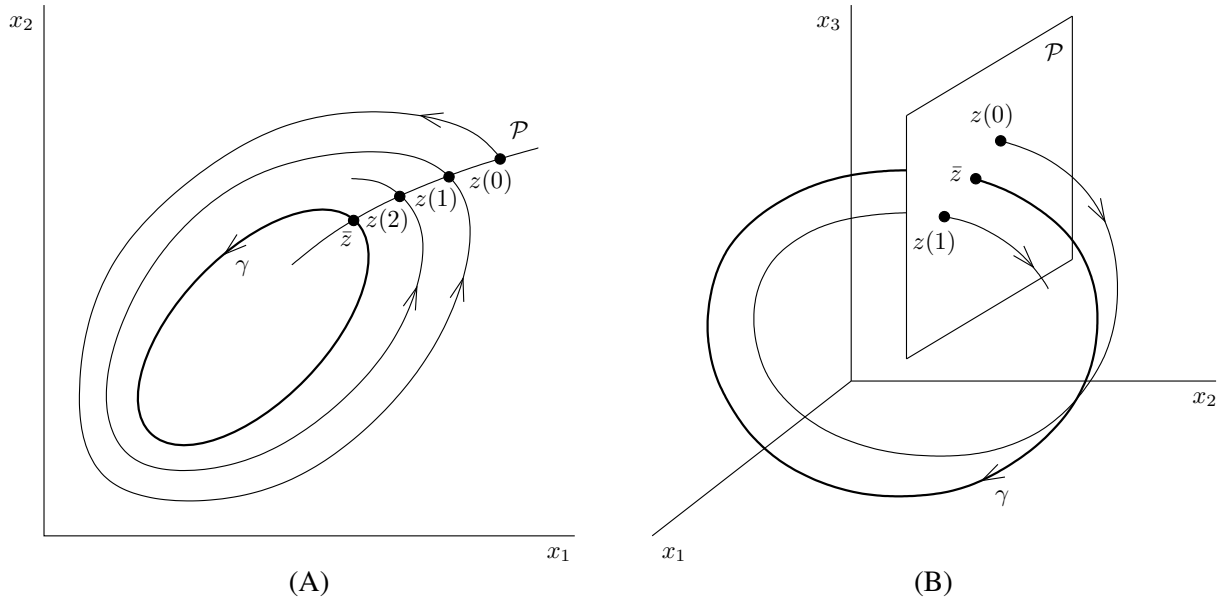 x₂
𝒫
z(0)
z(1)
z(2)
z̄
γ
x₁
(A)
x₃
𝒫
z(0)
z̄
z(1)
x₂
γ
x₁
(B)